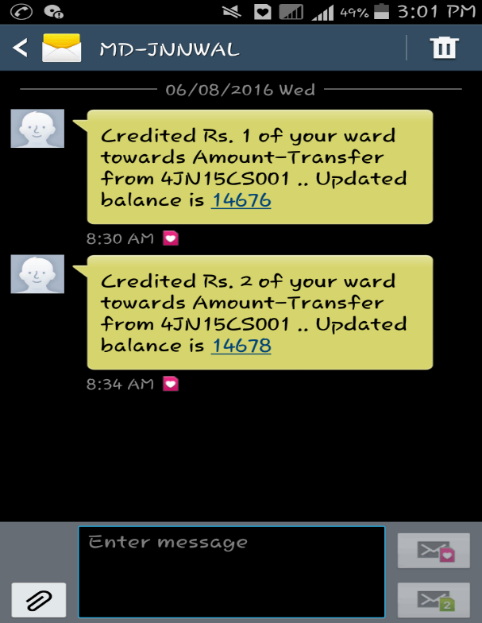 49% 3:01 PM
MD-JNNWAL
06/08/2016 Wed
Credited Rs. 1 of your ward
towards Amount-Transfer
from 4JN15CS001 .. Updated
balance is 14676
8:30 AM
Credited Rs. 2 of your ward
towards Amount-Transfer
from 4JN15CS001 .. Updated
balance is 14678
8:34 AM
Enter message
2